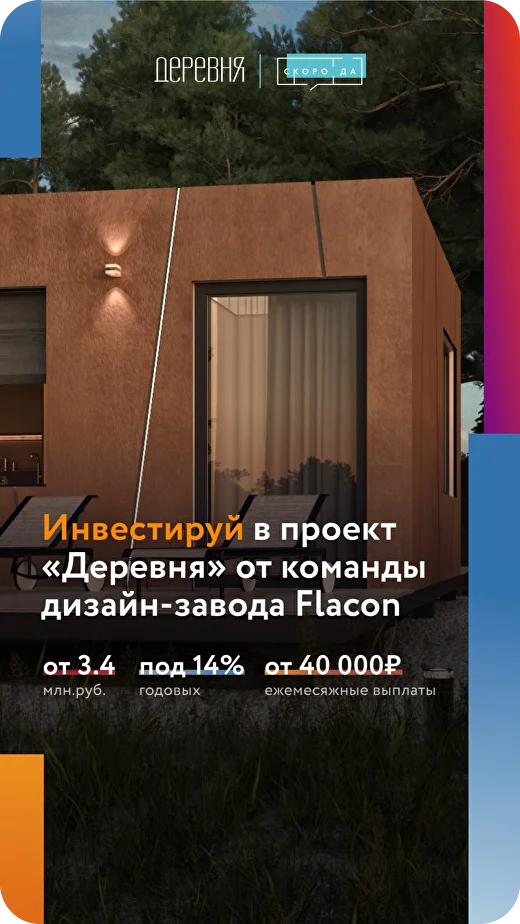 ДЕРЕВНЯ
СКОРО ДА
Инвестируй в проект
«Деревня» от команды
дизайн-завода Flacon
от 3.4 под 14% от 40 000₽
млн.руб. годовых ежемесяжные выплаты